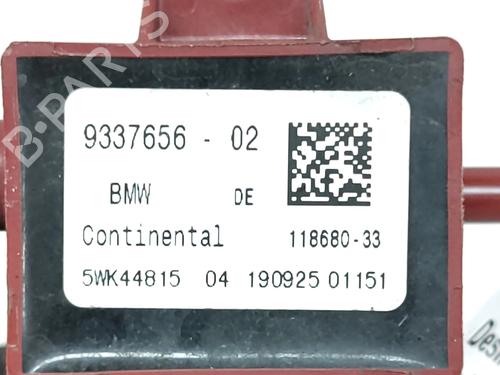 B-PARTS
9337656 - 02
BMW DE
Continental 118680-33
5WK44815 04 190925 01151